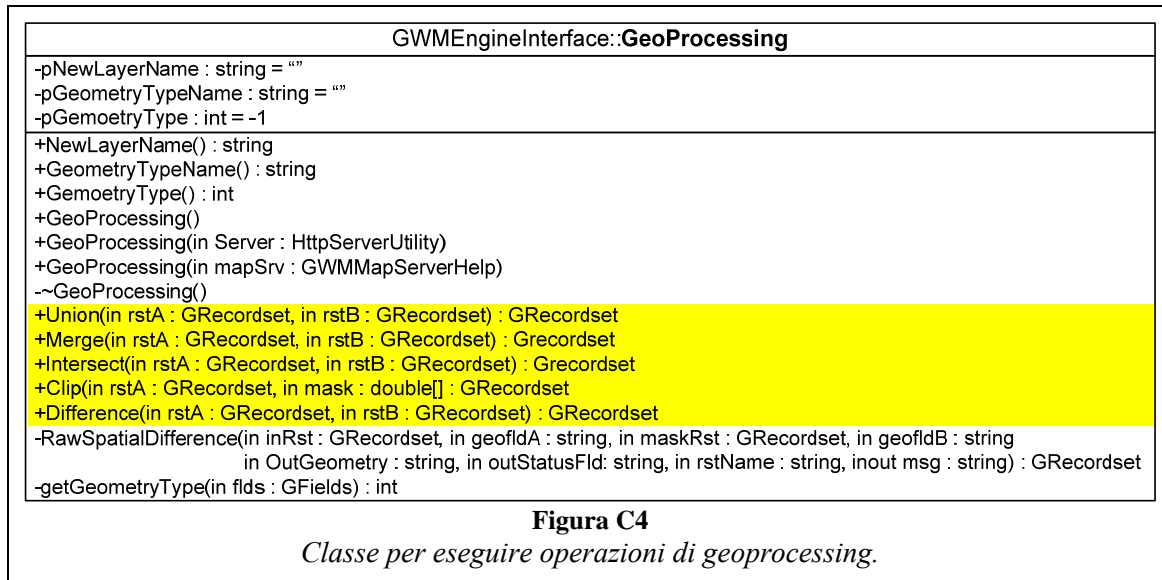 GWMEngineInterface::GeoProcessing
-pNewLayerName : string = “”
-pGeometryTypeName : string = “”
-pGemoetryType : int = -1
+NewLayerName() : string
+GeometryTypeName() : string
+GemoetryType() : int
+GeoProcessing()
+GeoProcessing(in Server : HttpServerUtility)
+GeoProcessing(in mapSrv : GWMMapServerHelp)
-~GeoProcessing()
+Union(in rstA : GRecordset, in rstB : GRecordset) : GRecordset
+Merge(in rstA : GRecordset, in rstB : GRecordset) : Grecordset
+Intersect(in rstA : GRecordset, in rstB : GRecordset) : Grecordset
+Clip(in rstA : GRecordset, in mask : double[] : GRecordset
+Difference(in rstA : GRecordset, in rstB : GRecordset) : GRecordset
-RawSpatialDifference(in inRst : GRecordset, in geofldA : string, in maskRst : GRecordset, in geofldB : string
in OutGeometry : string, in outStatusFld: string, in rstName : string, inout msg : string) : GRecordset
-getGeometryType(in flds : GFields) : int
Figura C4
Classe per eseguire operazioni di geoprocessing.